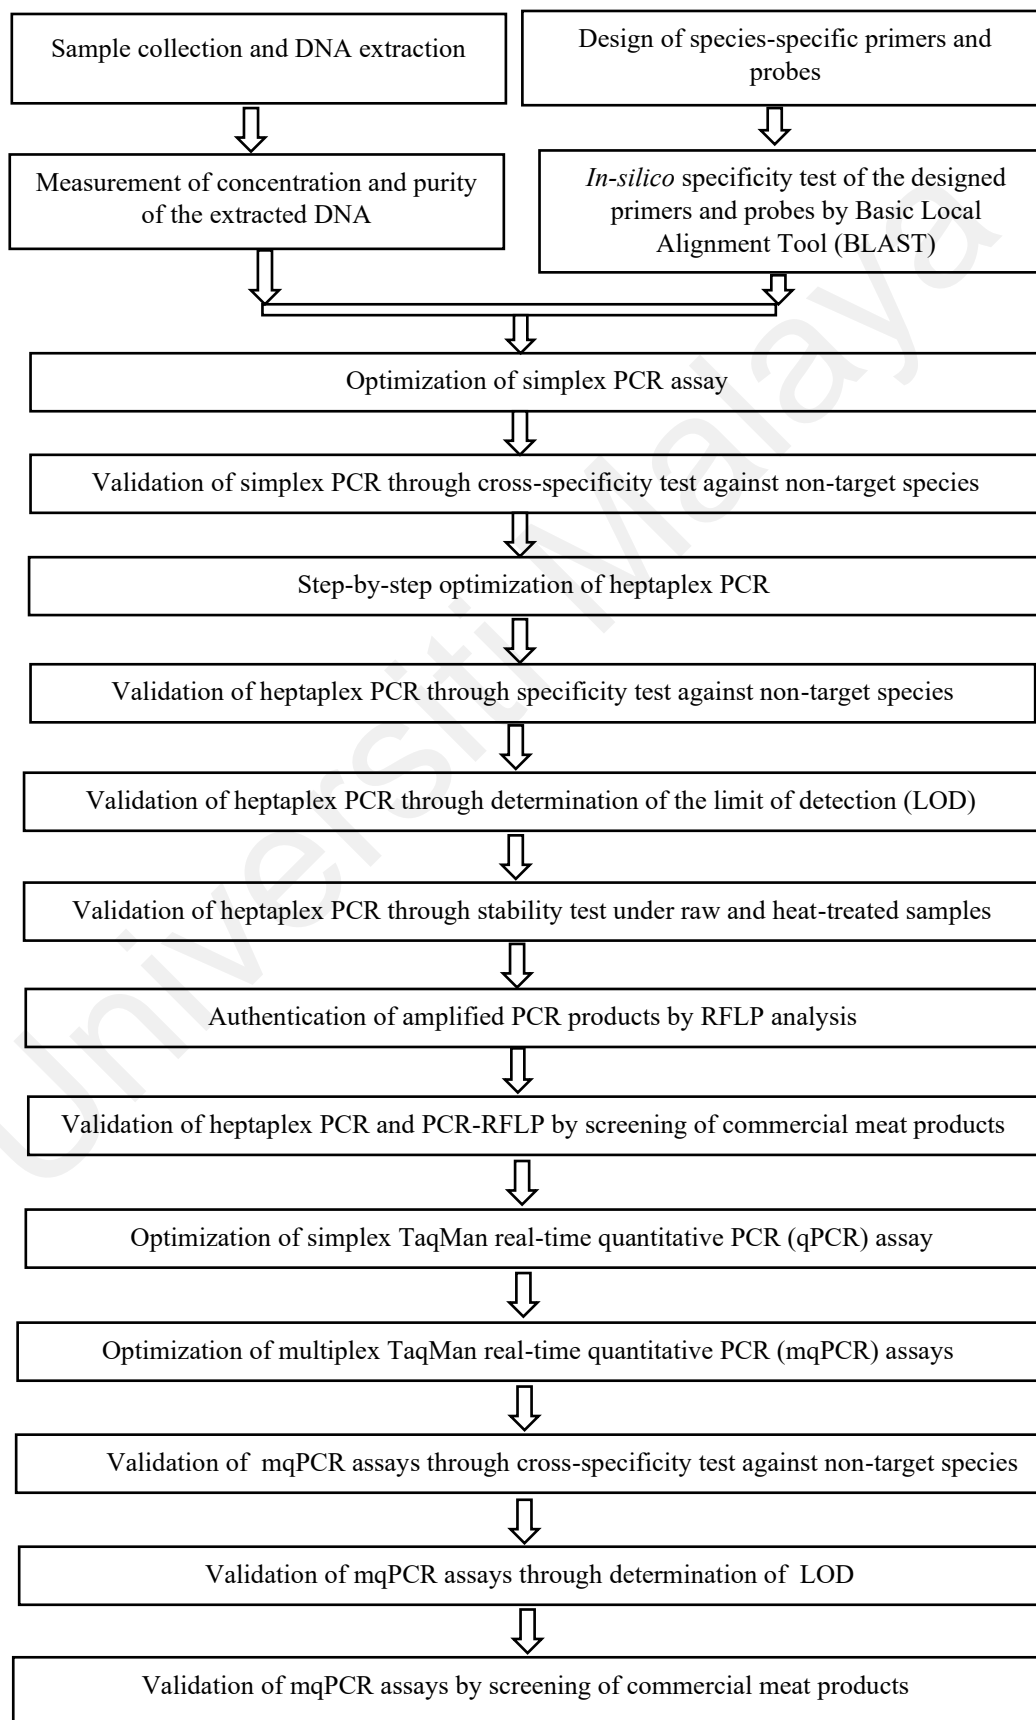 Sample collection and DNA extraction
Design of species-specific primers and
probes
Measurement of concentration and purity
of the extracted DNA
In-silico specificity test of the designed
primers and probes by Basic Local
Alignment Tool (BLAST)
Optimization of simplex PCR assay
Validation of simplex PCR through cross-specificity test against non-target species
Step-by-step optimization of heptaplex PCR
Validation of heptaplex PCR through specificity test against non-target species
Validation of heptaplex PCR through determination of the limit of detection (LOD)
Validation of heptaplex PCR through stability test under raw and heat-treated samples
Authentication of amplified PCR products by RFLP analysis
Validation of heptaplex PCR and PCR-RFLP by screening of commercial meat products
Optimization of simplex TaqMan real-time quantitative PCR (qPCR) assay
Optimization of multiplex TaqMan real-time quantitative PCR (mqPCR) assays
Validation of mqPCR assays through cross-specificity test against non-target species
Validation of mqPCR assays through determination of LOD
Validation of mqPCR assays by screening of commercial meat products
Universiti Malaya